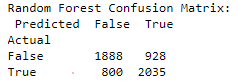 Random Forest Confusion Matrix:
Predicted  False  True
Actual
False       1888   928
True         800  2035